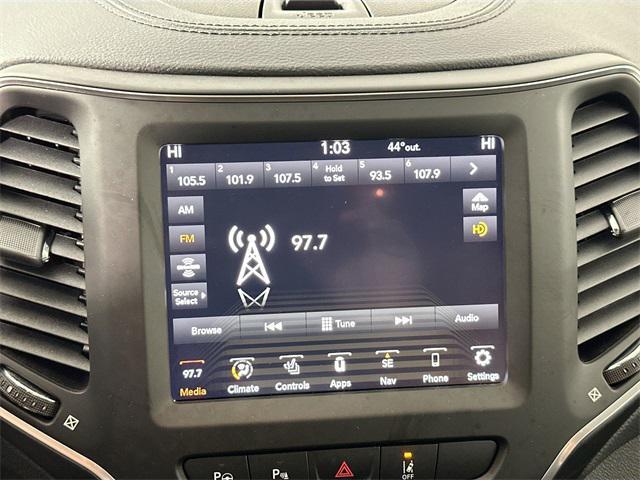 Jeep
HI 1:03 44°out. HI
1 105.5 2 101.9 3 107.5 4 Hold to Set 5 93.5 6 107.9
AM
Map
FM
HD
97.7
Source Select
Browse Tune Audio
97.7 SE
Media Climate Controls Apps Nav Phone Settings
P P OFF